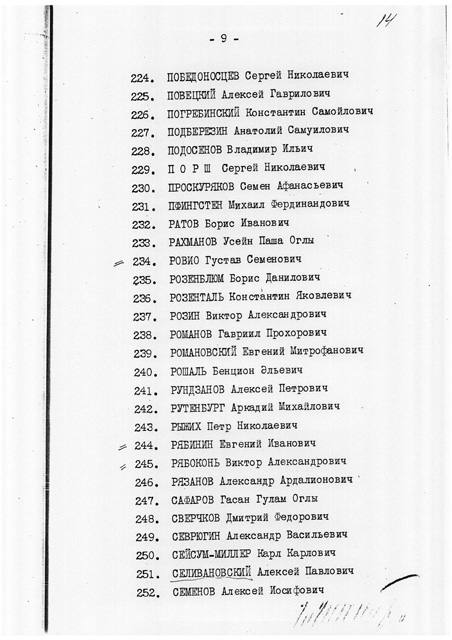 14
- 9 -
224. ПОБЕДОНОСЦЕВ Сергей Николаевич
225. ПОВЕЦКИЙ Алексей Гаврилович
226. ПОГРЕБИНСКИЙ Константин Самойлович
227. ПОДБЕРЕЗИН Анатолий Самуилович
228. ПОДОСЕНОВ Владимир Ильич
229. П О Р Ш Сергей Николаевич
230. ПРОСКУРЯКОВ Семен Афанасьевич
231. ПФИНГСТЕН Михаил Фердинандович
232. РАТОВ Борис Иванович
233. РАХМАНОВ Усейн Паша Оглы
234. РОВИО Густав Семенович
235. РОЗЕНБЛЮМ Борис Данилович
236. РОЗЕНТАЛЬ Константин Яковлевич
237. РОЗИН Виктор Александрович
238. РОМАНОВ Гавриил Прохорович
239. РОМАНОВСКИЙ Евгений Митрофанович
240. РОШАЛЬ Бенцион Эльевич
241. РУНДЗАНОВ Алексей Петрович
242. РУТЕНБУРГ Аркадий Михайлович
243. РЫЖИХ Петр Николаевич
244. РЯБИНИН Евгений Иванович
245. РЯБОКОНЬ Виктор Александрович
246. РЯЗАНОВ Александр Ардалионович
247. САФАРОВ Гасан Гулам Оглы
248. СВЕРЧКОВ Дмитрий Федорович
249. СЕВРЮГИН Александр Васильевич
250. СЕЙСУМ-МИЛЛЕР Карл Карлович
251. СЕЛИВАНОВСКИЙ Алексей Павлович
252. СЕМЕНОВ Алексей Иосифович